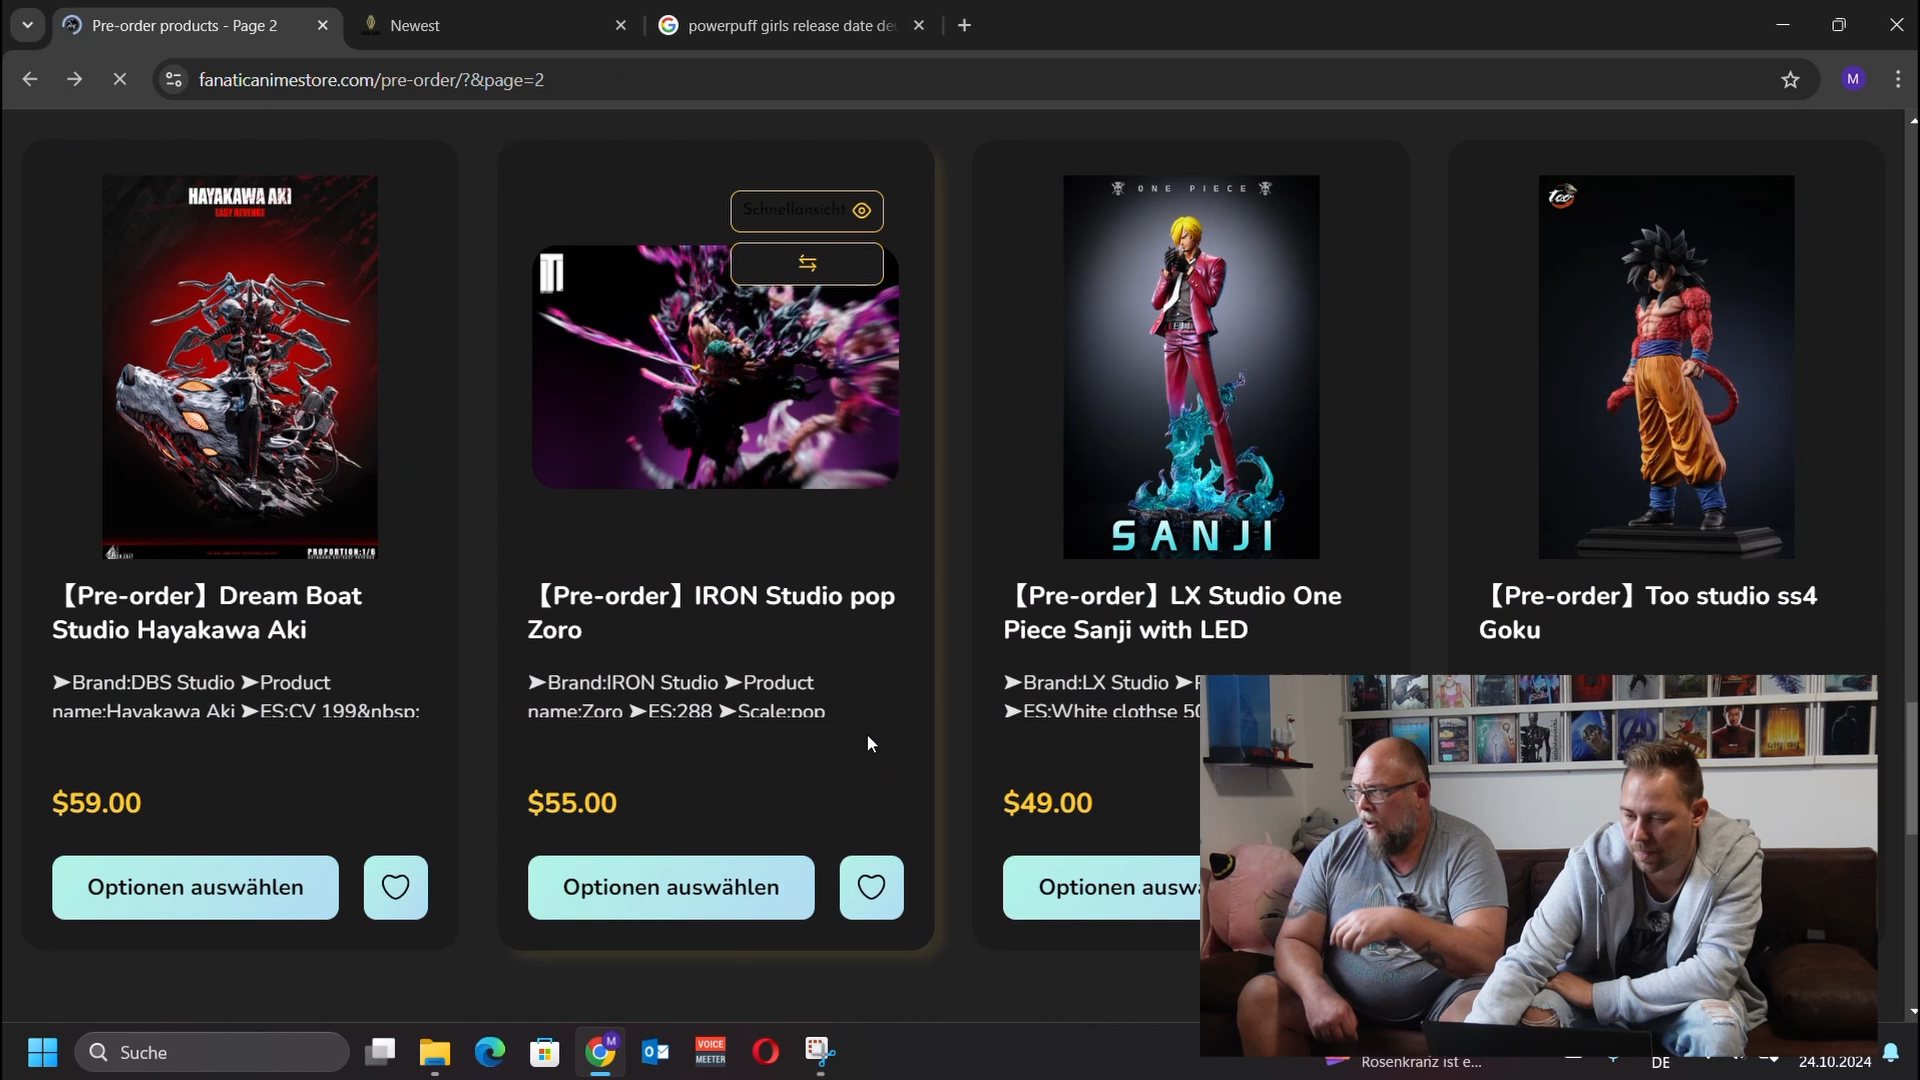 Pre-order products - Page 2
Newest
powerpuff girls release date de
fanaticanimestore.com/pre-order/?&page=2
M
HAYAKAWA AKI
EASY REVENGE
PROPORTION:1/6
【Pre-order】Dream Boat
Studio Hayakawa Aki
➤Brand:DBS Studio ➤Product
name:Hayakawa Aki ➤ES:CV 199&nbsp;
$59.00
Optionen auswählen
Schnellansicht
【Pre-order】IRON Studio pop
Zoro
➤Brand:IRON Studio ➤Product
name:Zoro ➤ES:288 ➤Scale:pop
$55.00
Optionen auswählen
ONE PIECE
SANJI
【Pre-order】LX Studio One
Piece Sanji with LED
➤Brand:LX Studio ➤P
➤ES:White clothse 50
$49.00
Optionen ausw
Too
【Pre-order】Too studio ss4
Goku
Suche
M
VOICE
MEETER
Rosenkranz ist e...
DE
24.10.2024